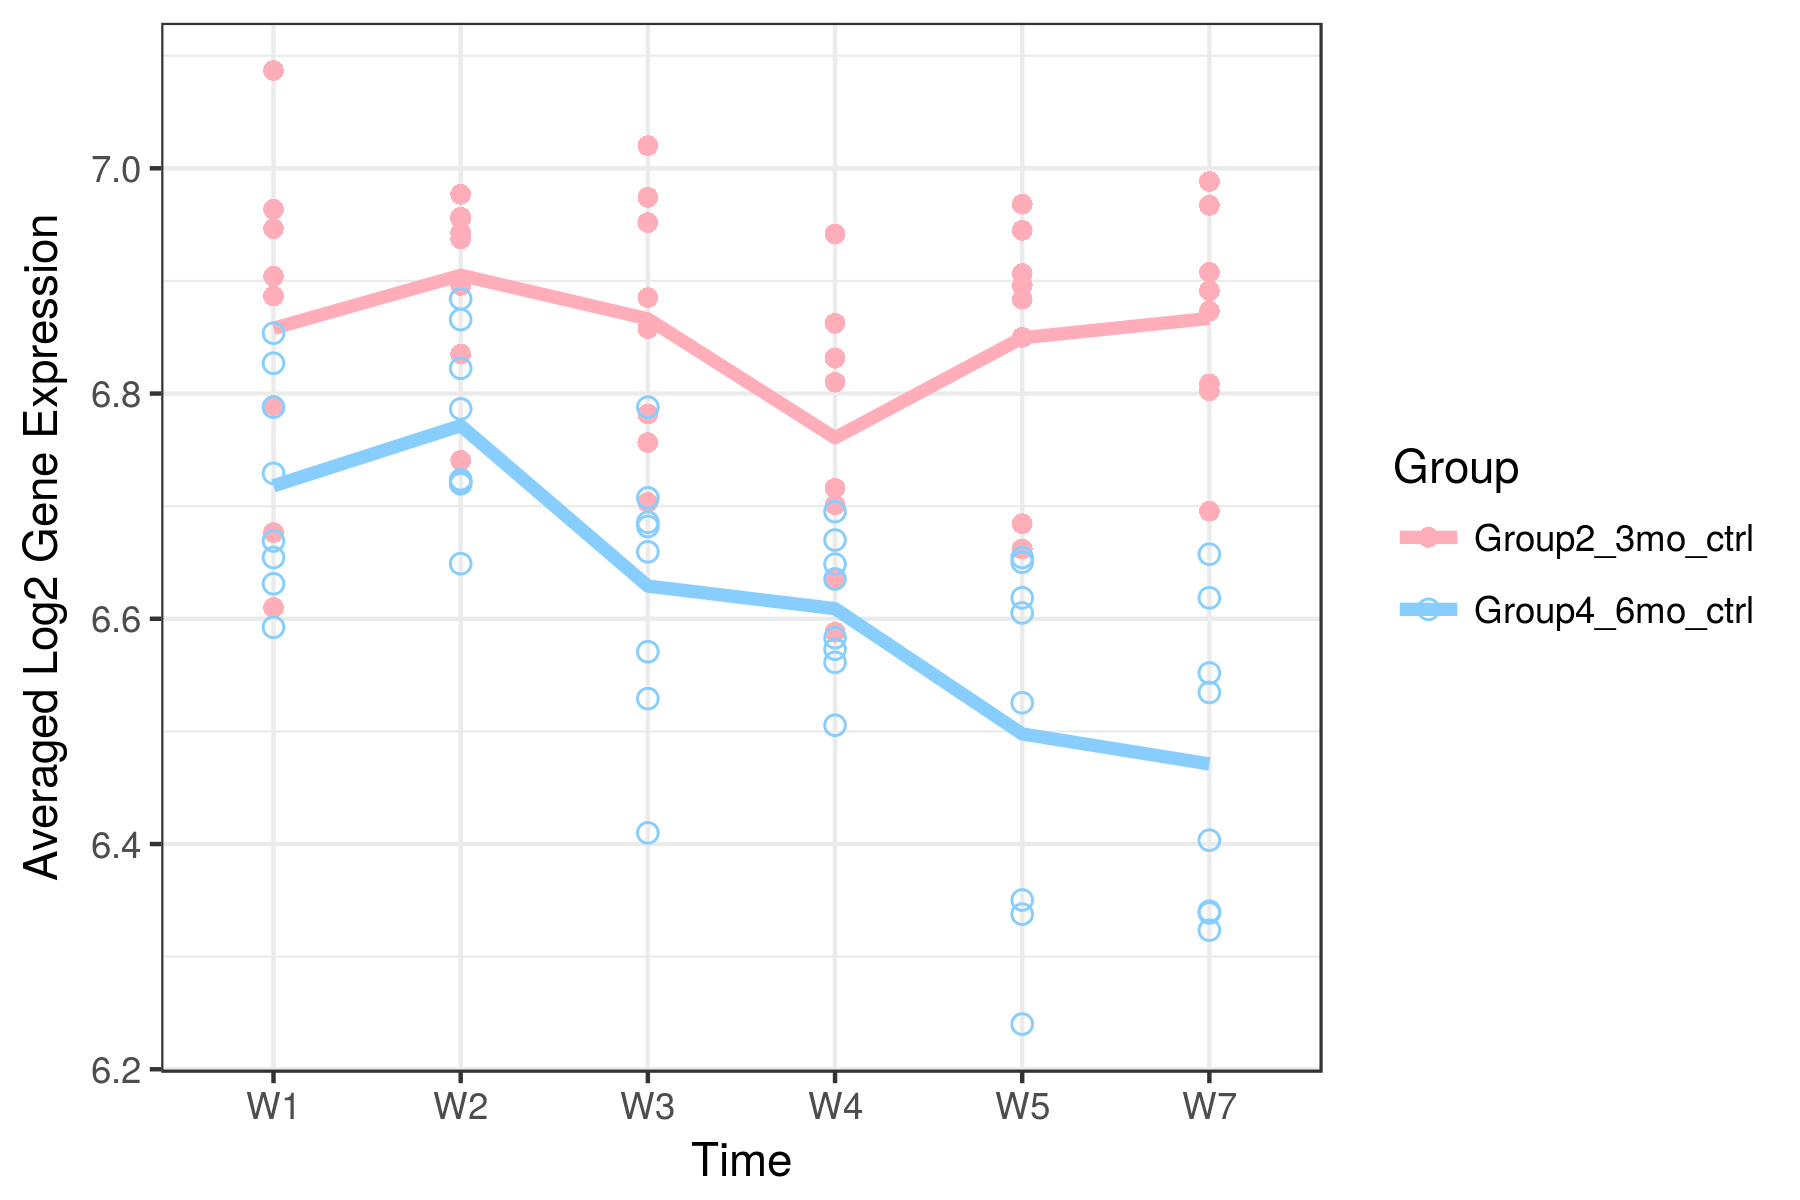 Averaged Log2 Gene Expression
7.0
6.8
6.6
6.4
6.2
W1 W2 W3 W4 W5 W7
Time
Group
Group2_3mo_ctrl
Group4_6mo_ctrl